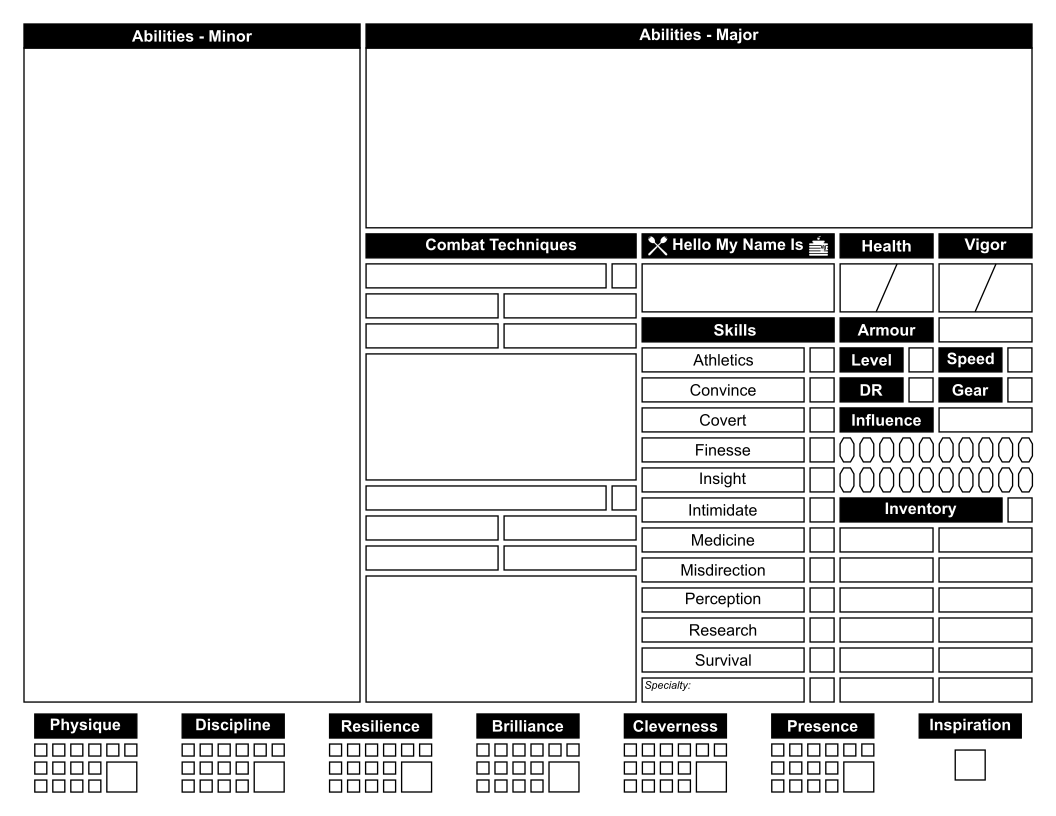 Abilities - Minor
Abilities - Major
Combat Techniques
Hello My Name Is
Health
Vigor
Skills
Armour
Athletics
Level
Speed
Convince
DR
Gear
Covert
Influence
Finesse
Insight
Intimidate
Inventory
Medicine
Misdirection
Perception
Research
Survival
Specialty:
Physique
Discipline
Resilience
Brilliance
Cleverness
Presence
Inspiration